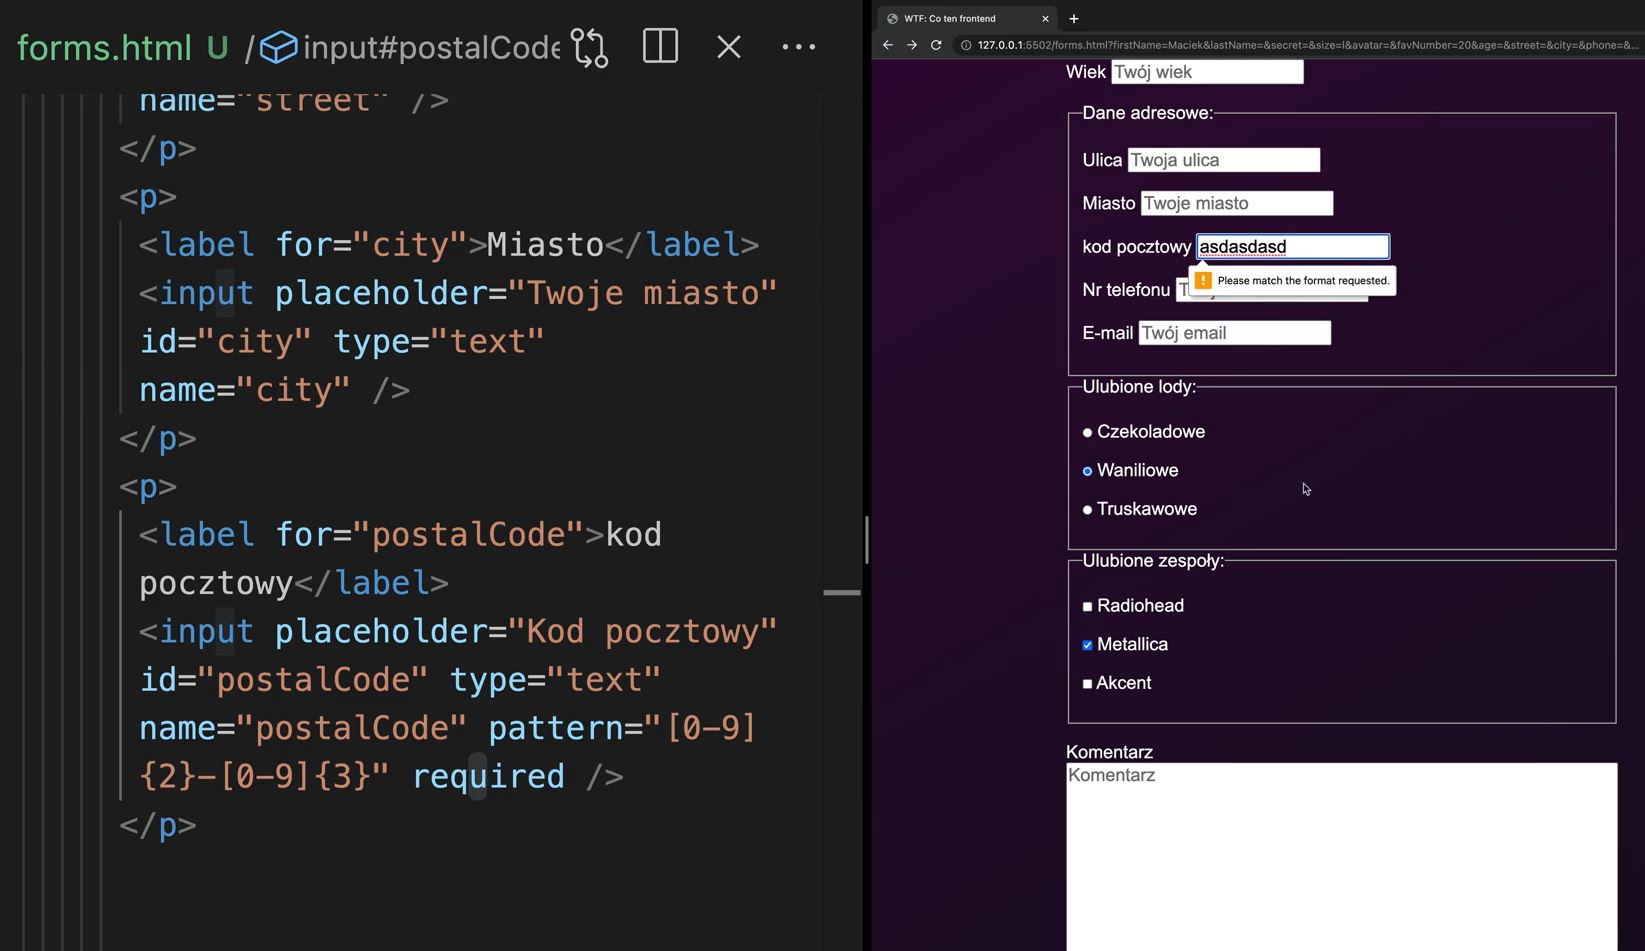 forms.html U / input#postalCode
name="street" />
</p>
<p>
<label for="city">Miasto</label>
<input placeholder="Twoje miasto"
id="city" type="text"
name="city" />
</p>
<p>
<label for="postalCode">kod
pocztowy</label>
<input placeholder="Kod pocztowy"
id="postalCode" type="text"
name="postalCode" pattern="[0-9]
{2}-[0-9]{3}" required />
</p>
WTF: Co ten frontend
127.0.0.1:5502/forms.html?firstName=Maciek&lastName=&secret=&size=l&avatar=&favNumber=20&age=&street=&city=&phone=&...
Wiek Twój wiek
Dane adresowe:
Ulica Twoja ulica
Miasto Twoje miasto
kod pocztowy asdasdasd
Please match the format requested.
Nr telefonu
E-mail Twój email
Ulubione lody:
Czekoladowe
Waniliowe
Truskawowe
Ulubione zespoły:
Radiohead
Metallica
Akcent
Komentarz
Komentarz